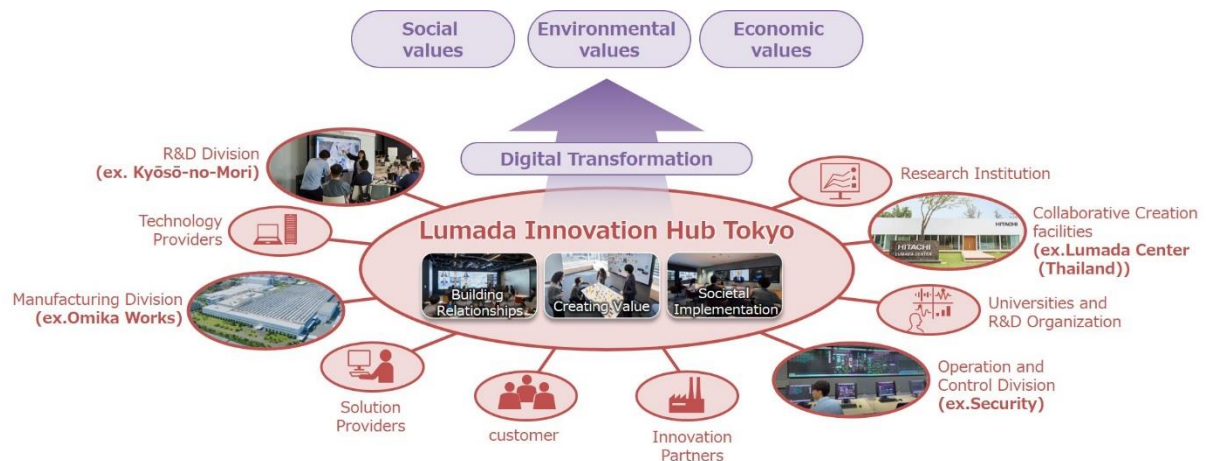 Social
values
Environmental
values
Economic
values
Digital Transformation
R&D Division
(ex. Kyōsō-no-Mori)
Technology
Providers
Manufacturing Division
(ex.Omika Works)
Solution
Providers
customer
Innovation
Partners
Lumada Innovation Hub Tokyo
Building
Relationships
Creating Value
Societal
Implementation
Research Institution
Collaborative Creation
facilities
(ex.Lumada Center
(Thailand))
HITACHI
HITACHI
LUMADA CENTER
Universities and
R&D Organization
Operation and
Control Division
(ex.Security)